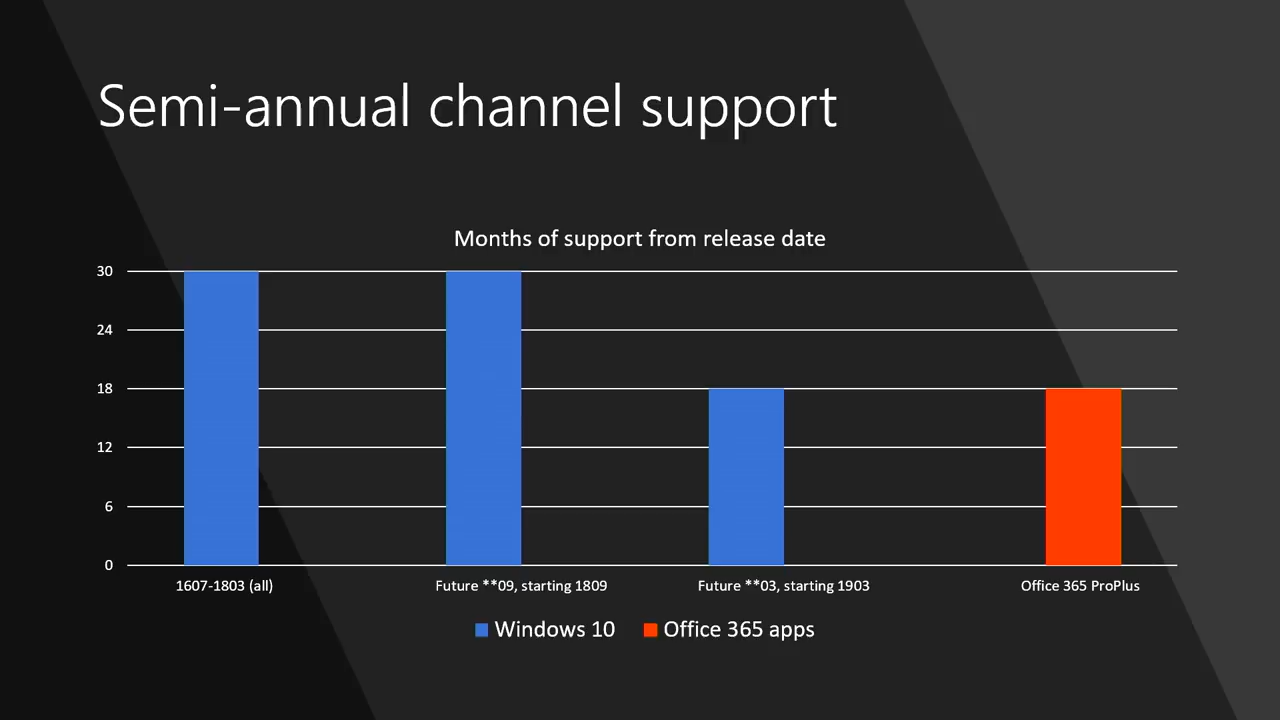 Semi-annual channel support
Months of support from release date
30
24
18
12
6
0
1607-1803 (all)
Future **09, starting 1809
Future **03, starting 1903
Office 365 ProPlus
Windows 10
Office 365 apps